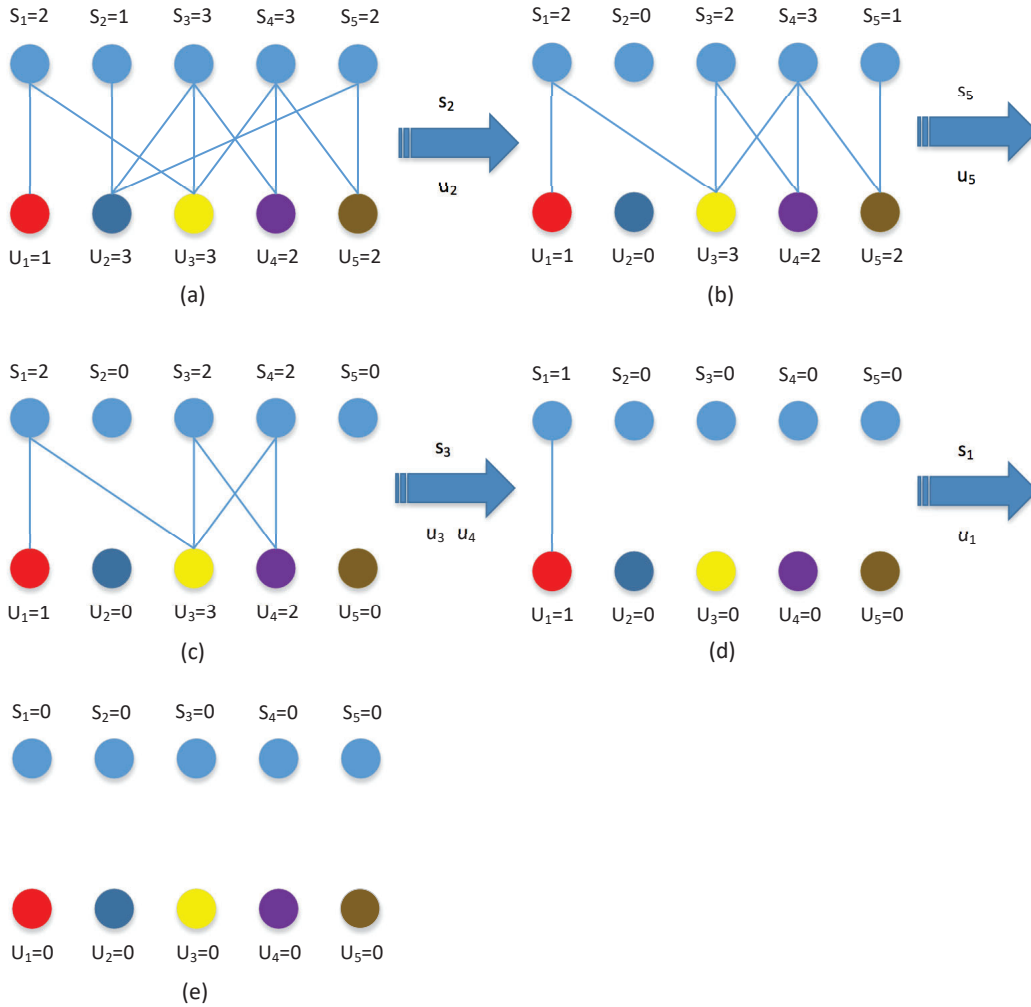 S₁=2 S₂=1 S₃=3 S₄=3 S₅=2
s₂
u₂
U₁=1 U₂=3 U₃=3 U₄=2 U₅=2
(a)
S₁=2 S₂=0 S₃=2 S₄=3 S₅=1
s₅
u₅
U₁=1 U₂=0 U₃=3 U₄=2 U₅=2
(b)
S₁=2 S₂=0 S₃=2 S₄=2 S₅=0
s₃
u₃ u₄
U₁=1 U₂=0 U₃=3 U₄=2 U₅=0
(c)
S₁=1 S₂=0 S₃=0 S₄=0 S₅=0
s₁
u₁
U₁=1 U₂=0 U₃=0 U₄=0 U₅=0
(d)
S₁=0 S₂=0 S₃=0 S₄=0 S₅=0
U₁=0 U₂=0 U₃=0 U₄=0 U₅=0
(e)